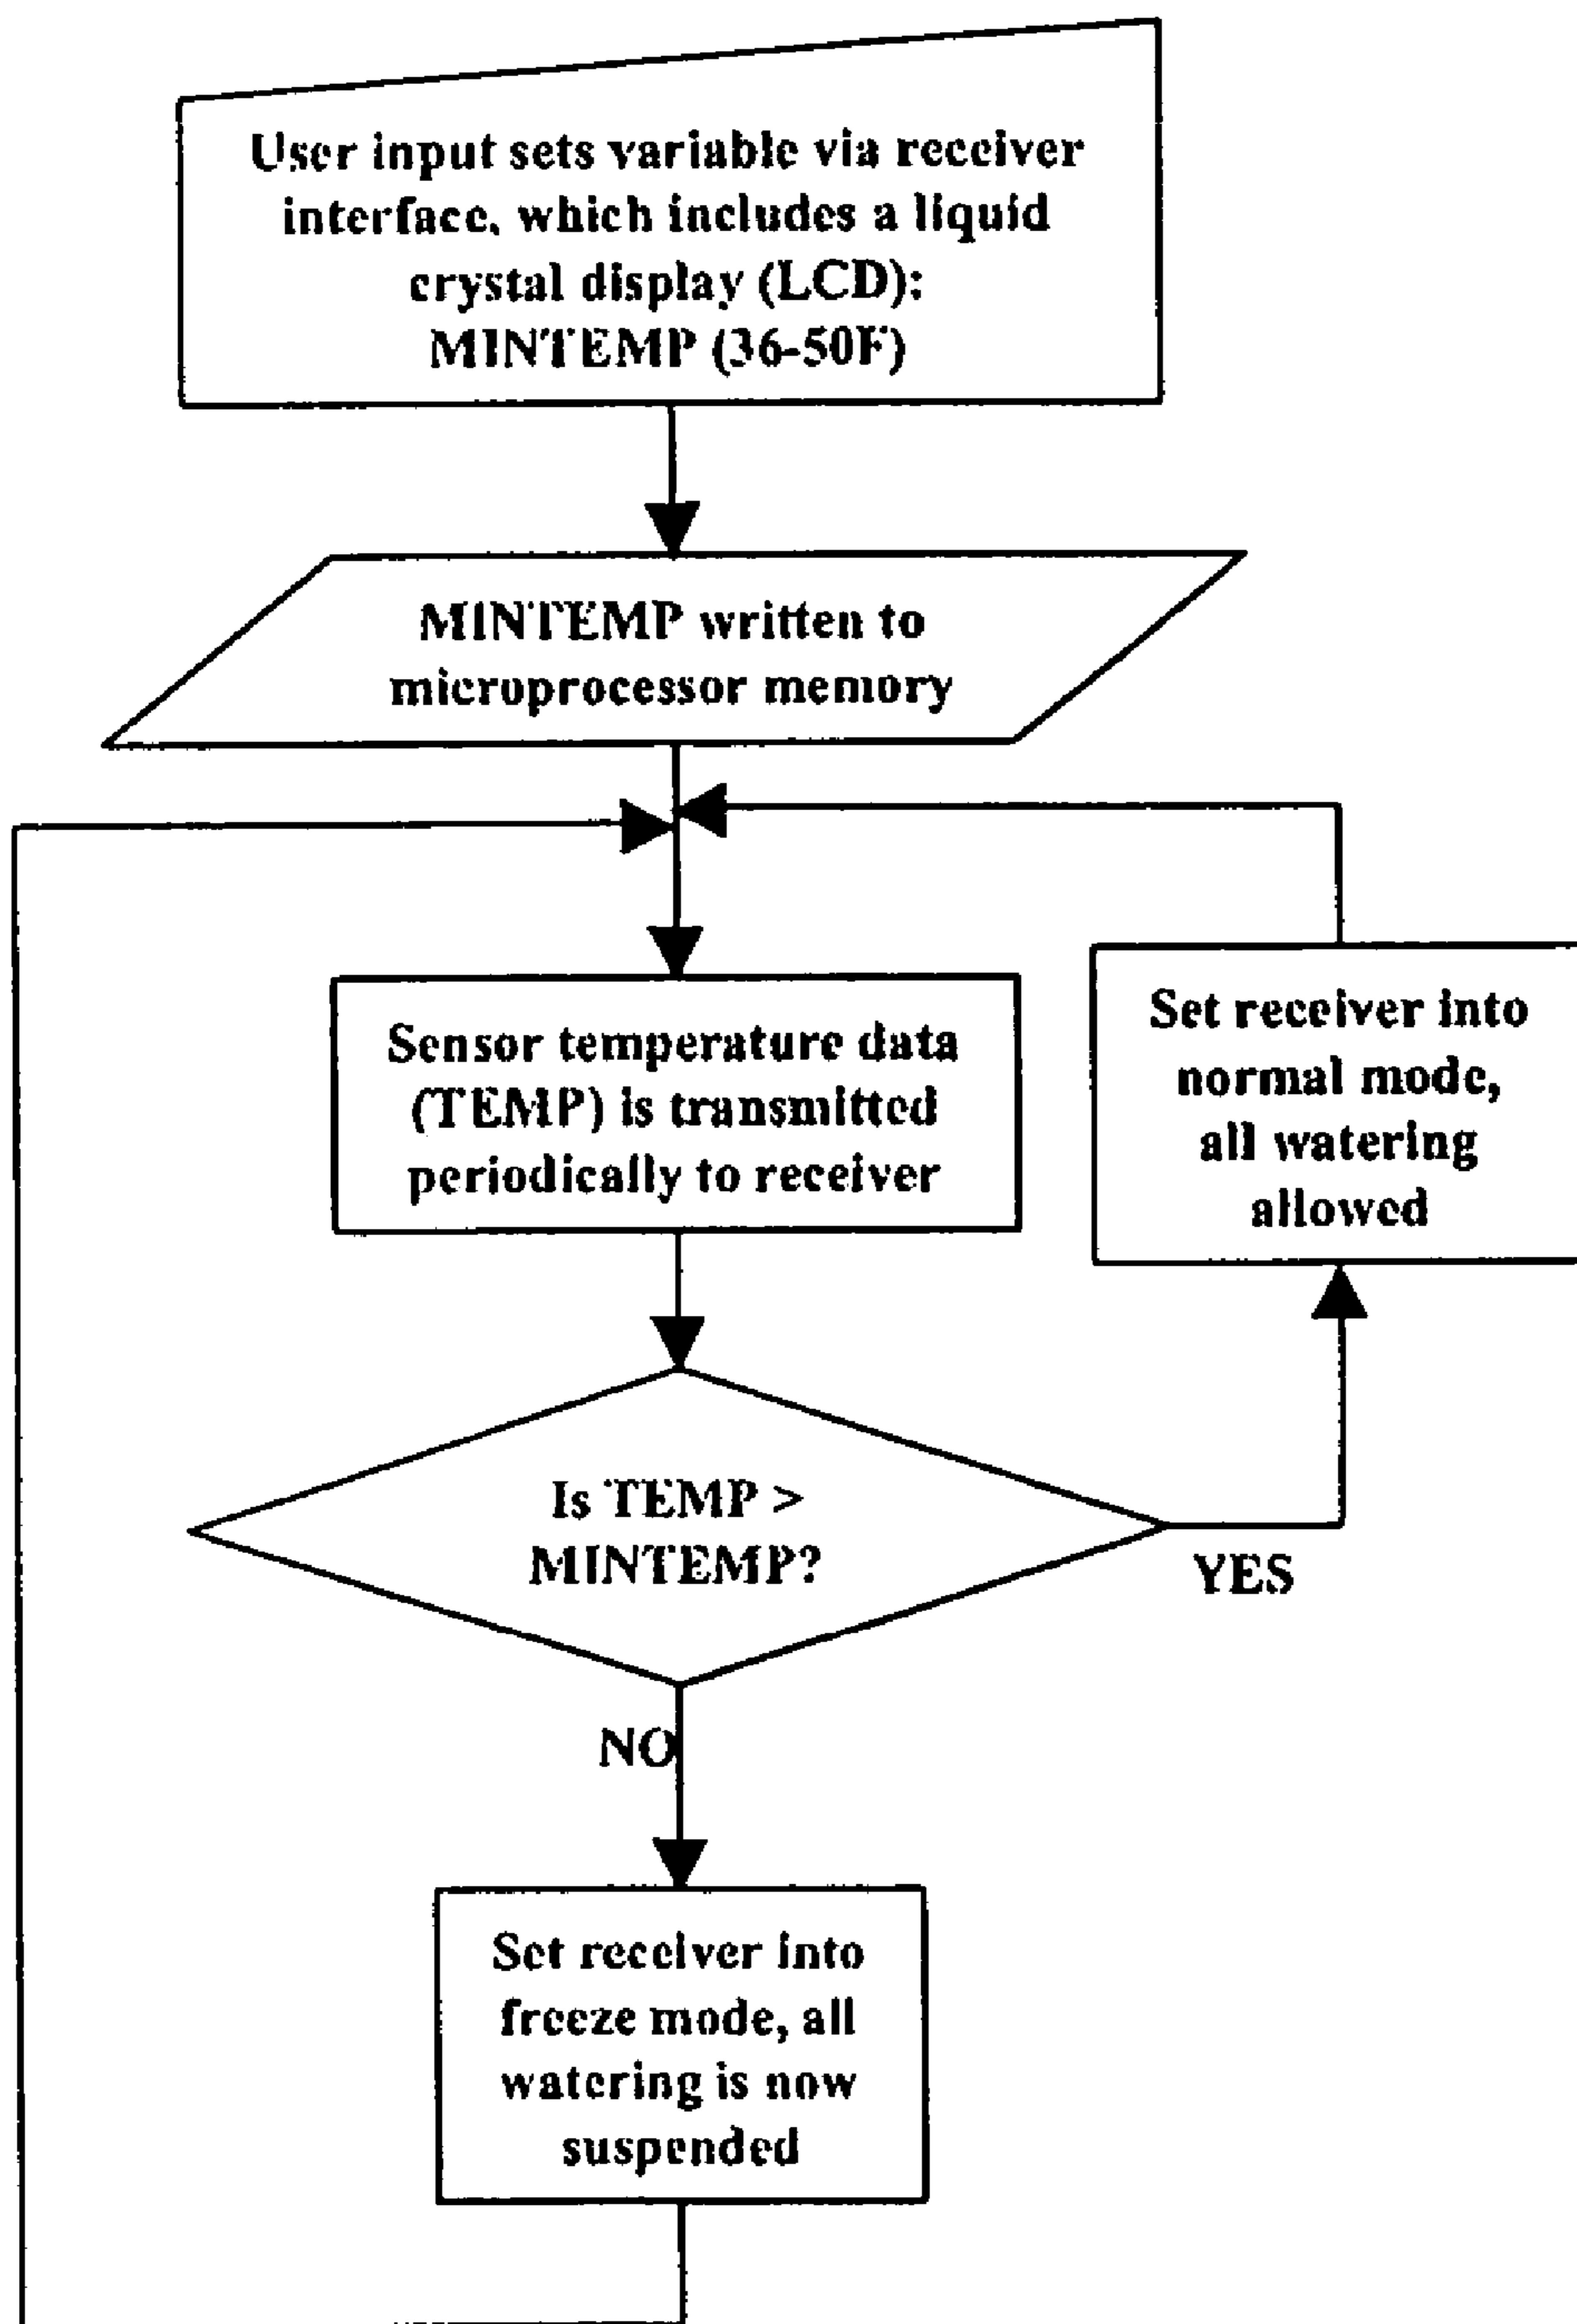 User input sets variable via receiver
interface, which includes a liquid
crystal display (LCD):
MINTEMP (36-50F)
MINTEMP written to
microprocessor memory
Sensor temperature data
(TEMP) is transmitted
periodically to receiver
Set receiver into
normal mode,
all watering
allowed
Is TEMP >
MINTEMP?
YES
NO
Set receiver into
freeze mode, all
watering is now
suspended